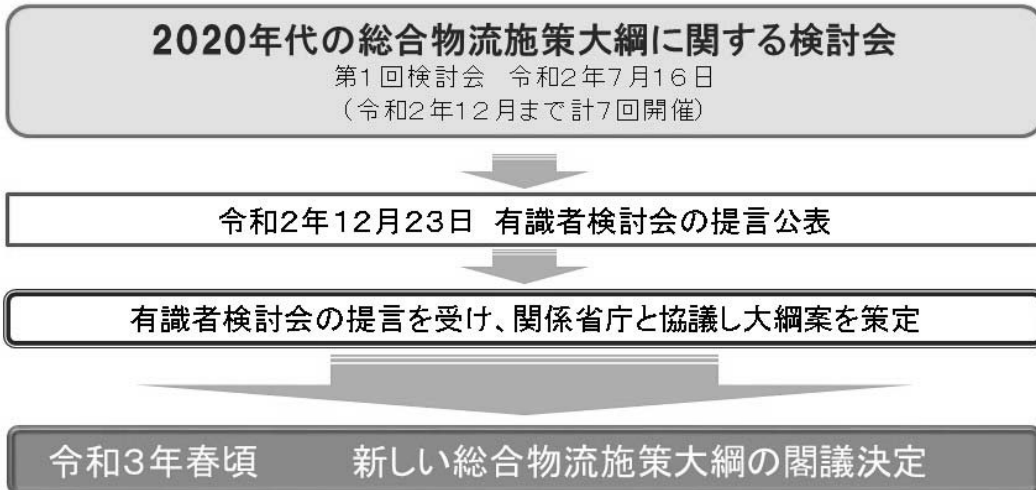 2020年代の総合物流施策大綱に関する検討会
第1回検討会　令和2年7月16日
（令和2年12月まで計7回開催）
令和2年12月23日 有識者検討会の提言公表
有識者検討会の提言を受け、関係省庁と協議し大綱案を策定
令和3年春頃　新しい総合物流施策大綱の閣議決定